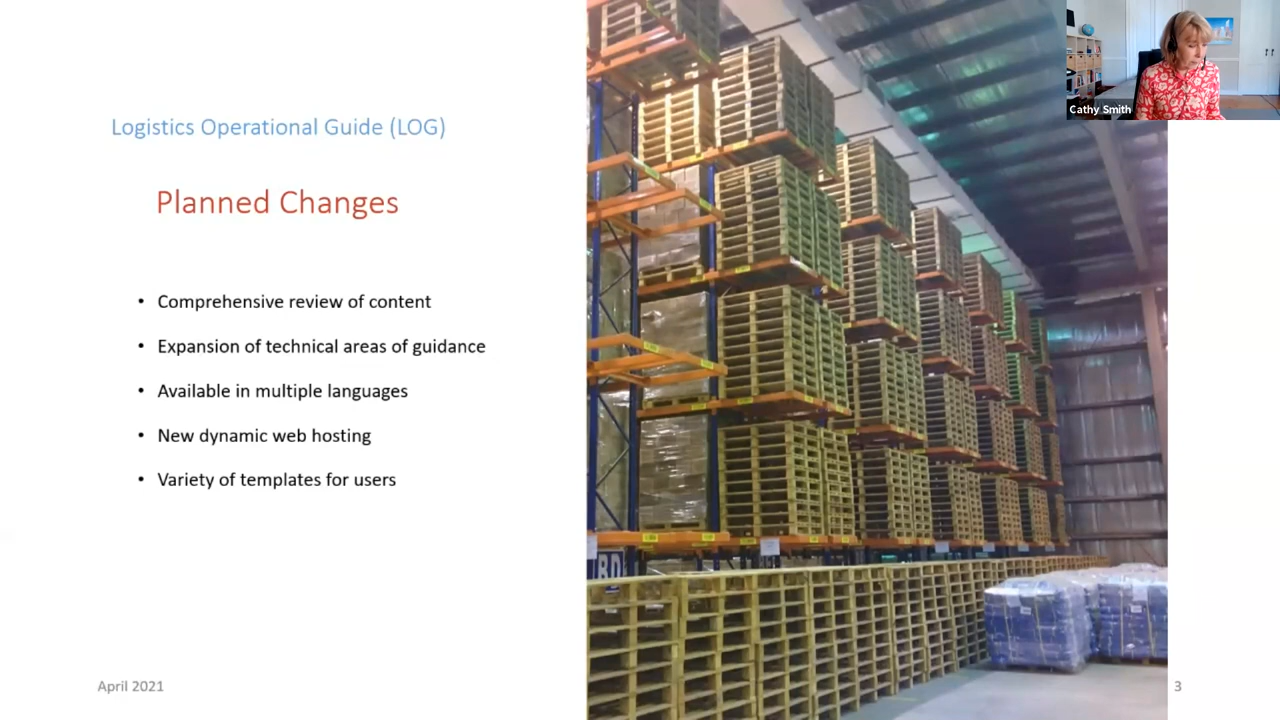 Cathy Smith
Logistics Operational Guide (LOG)
Planned Changes
• Comprehensive review of content
• Expansion of technical areas of guidance
• Available in multiple languages
• New dynamic web hosting
• Variety of templates for users
April 2021
3